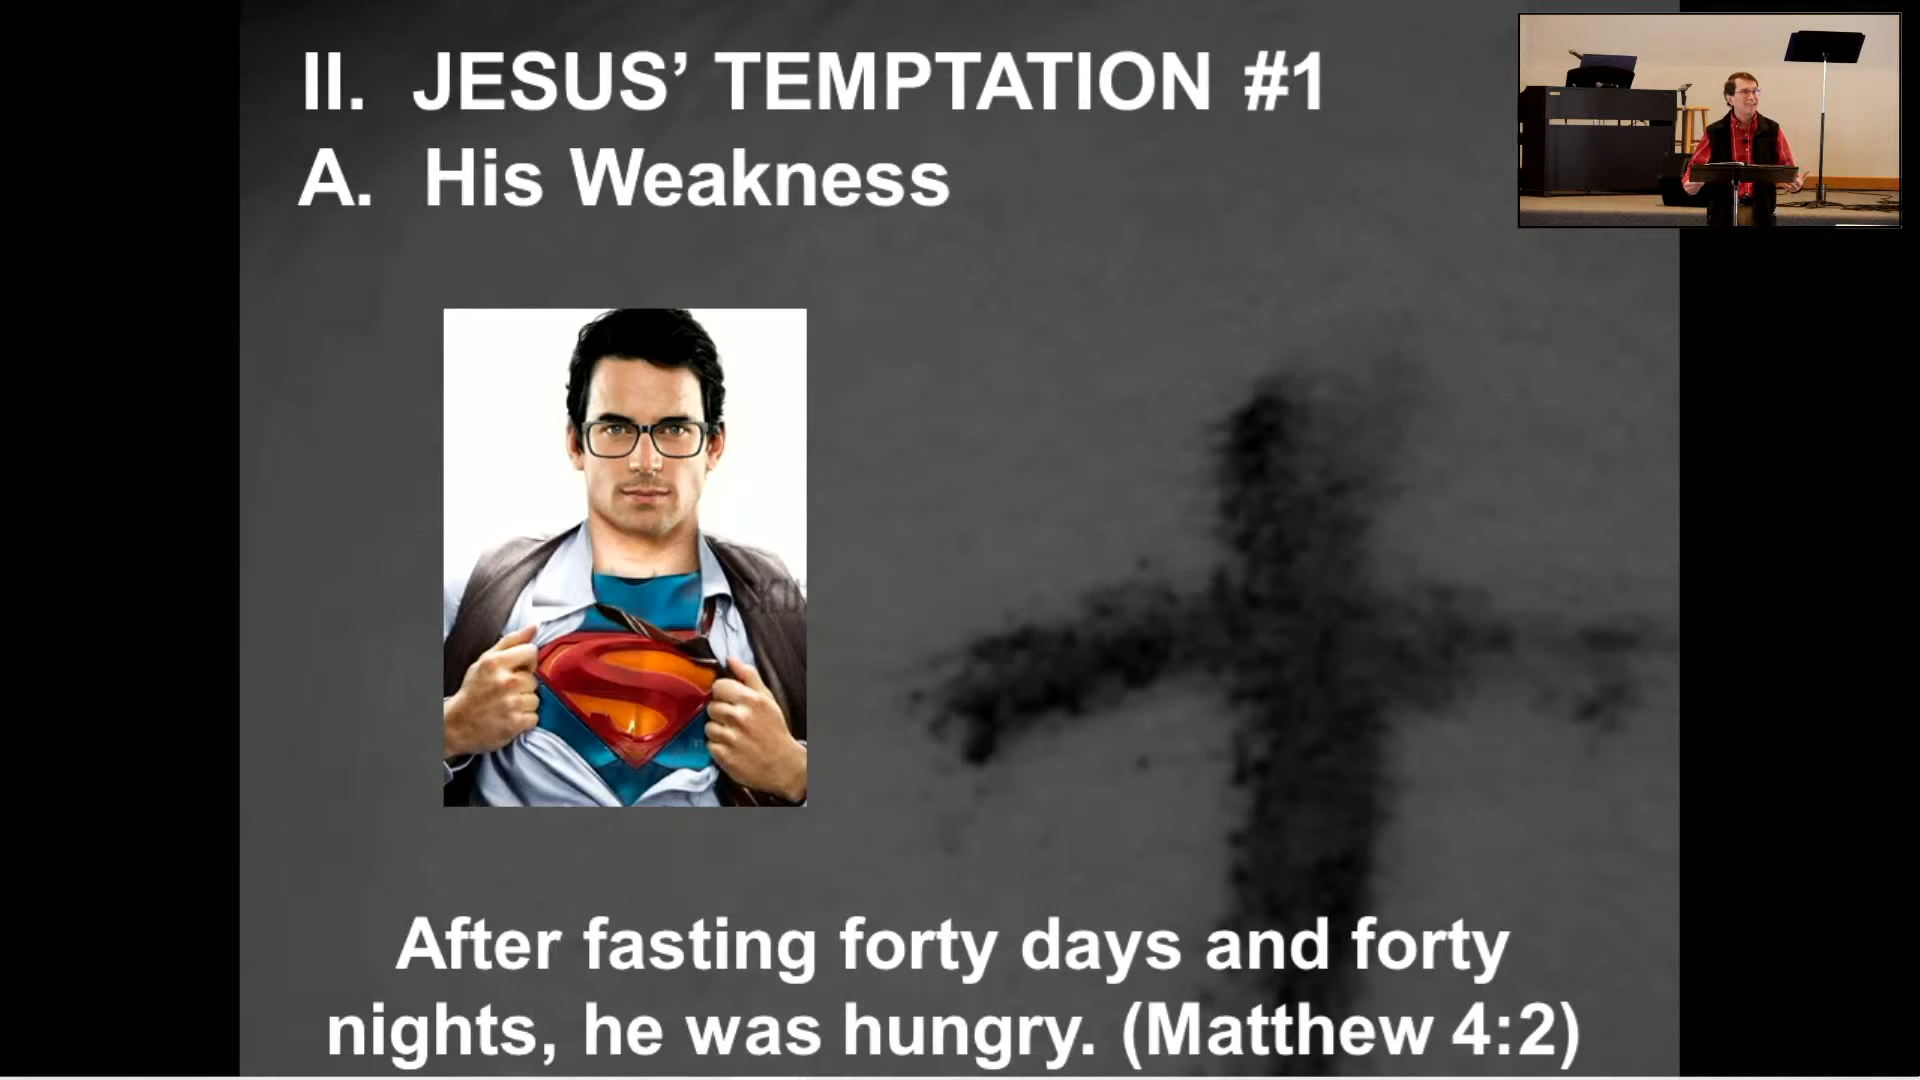 II. JESUS’ TEMPTATION #1
A. His Weakness
S
After fasting forty days and forty
nights, he was hungry. (Matthew 4:2)